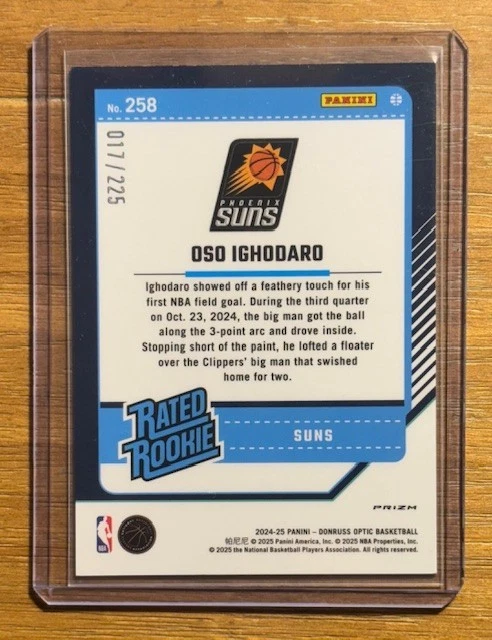 No. 258
PANINI
017/225
PHOENIX
SUNS
OSO IGHODARO
Ighodaro showed off a feathery touch for his
first NBA field goal. During the third quarter
on Oct. 23, 2024, the big man got the ball
along the 3-point arc and drove inside.
Stopping short of the paint, he lofted a floater
over the Clippers' big man that swished
home for two.
RATED
ROOKIE
SUNS
PRIZM
2024-25 PANINI – DONRUSS OPTIC BASKETBALL
帕尼尼 © 2025 Panini America, Inc. © 2025 NBA Properties, Inc.
© 2025 the National Basketball Players Association. All rights reserved.
NBA